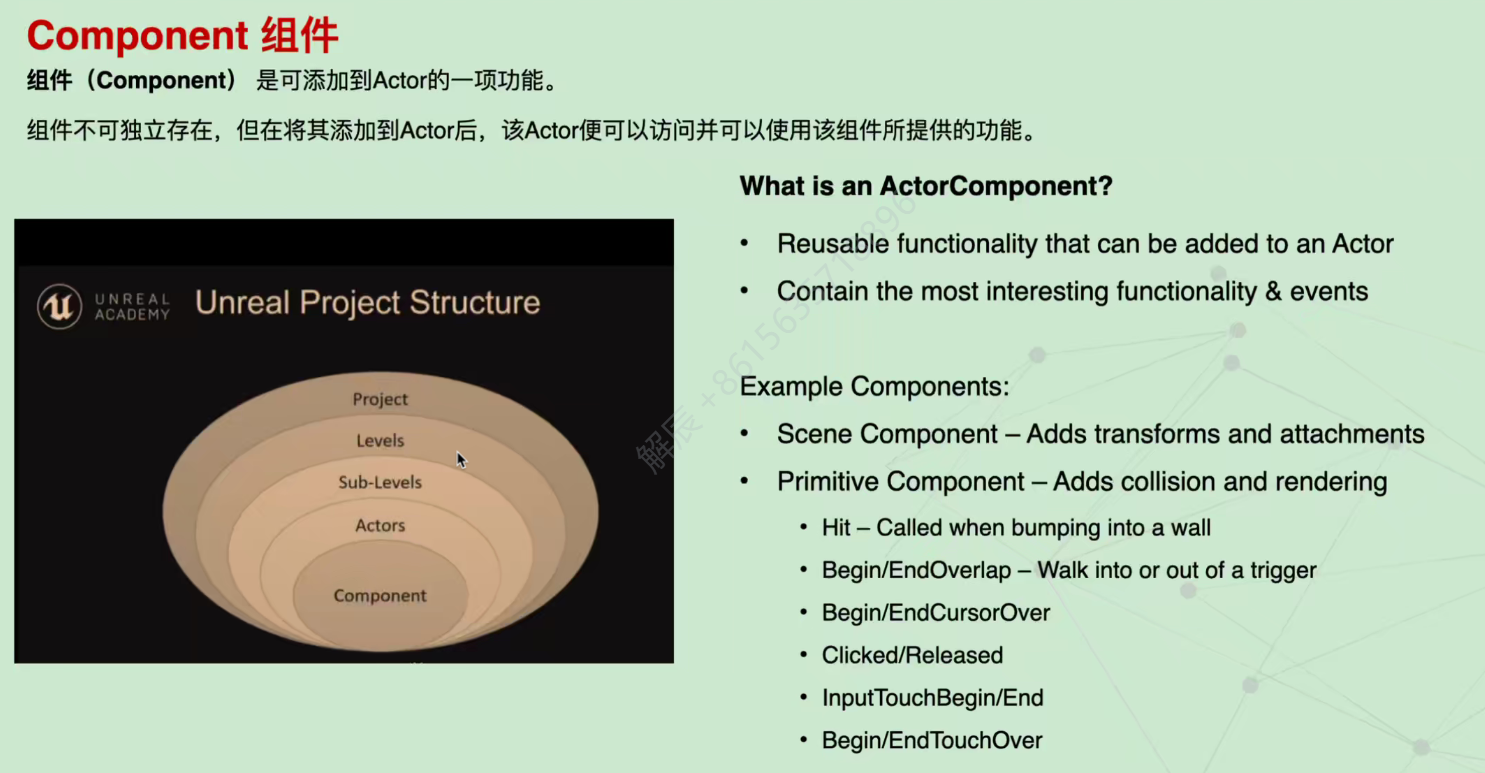 Component 组件
组件（Component） 是可添加到Actor的一项功能。
组件不可独立存在，但在将其添加到Actor后，该Actor便可以访问并可以使用该组件所提供的功能。
UNREAL
ACADEMY
Unreal Project Structure
Project
Levels
Sub-Levels
Actors
Component
What is an ActorComponent?
• Reusable functionality that can be added to an Actor
• Contain the most interesting functionality & events
Example Components:
• Scene Component – Adds transforms and attachments
• Primitive Component – Adds collision and rendering
• Hit – Called when bumping into a wall
• Begin/EndOverlap – Walk into or out of a trigger
• Begin/EndCursorOver
• Clicked/Released
• InputTouchBegin/End
• Begin/EndTouchOver